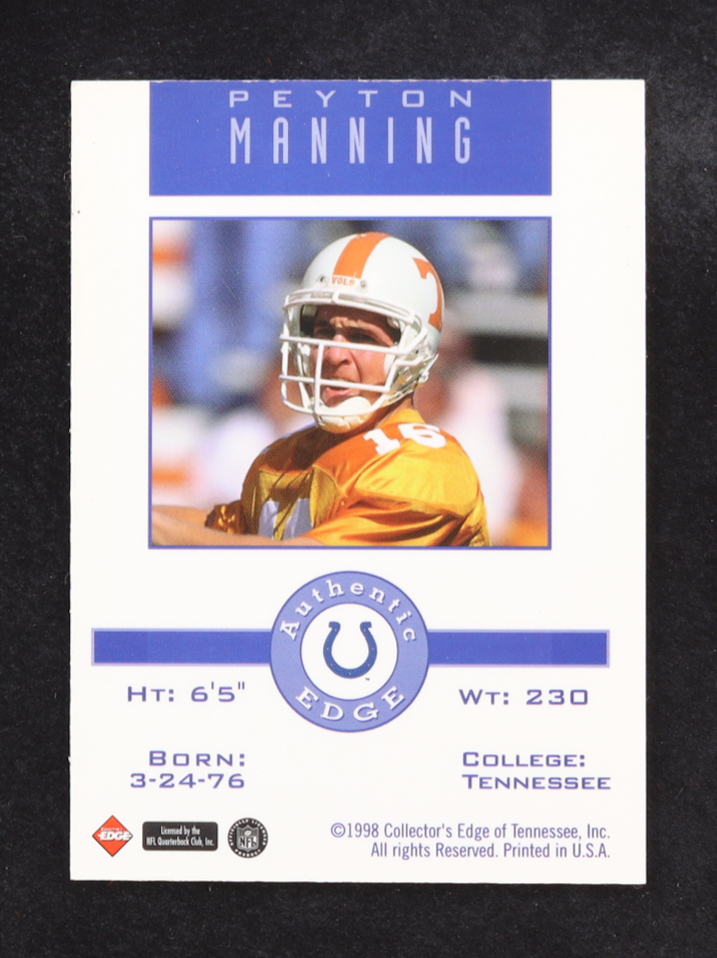 PEYTON
MANNING
VOLS
T
16
Authentic
EDGE
HT: 6'5"
WT: 230
BORN:
3-24-76
COLLEGE:
TENNESSEE
EDGE
Licensed by the
NFL Quarterback Club, Inc.
NFL
©1998 Collector's Edge of Tennessee, Inc.
All rights Reserved. Printed in U.S.A.